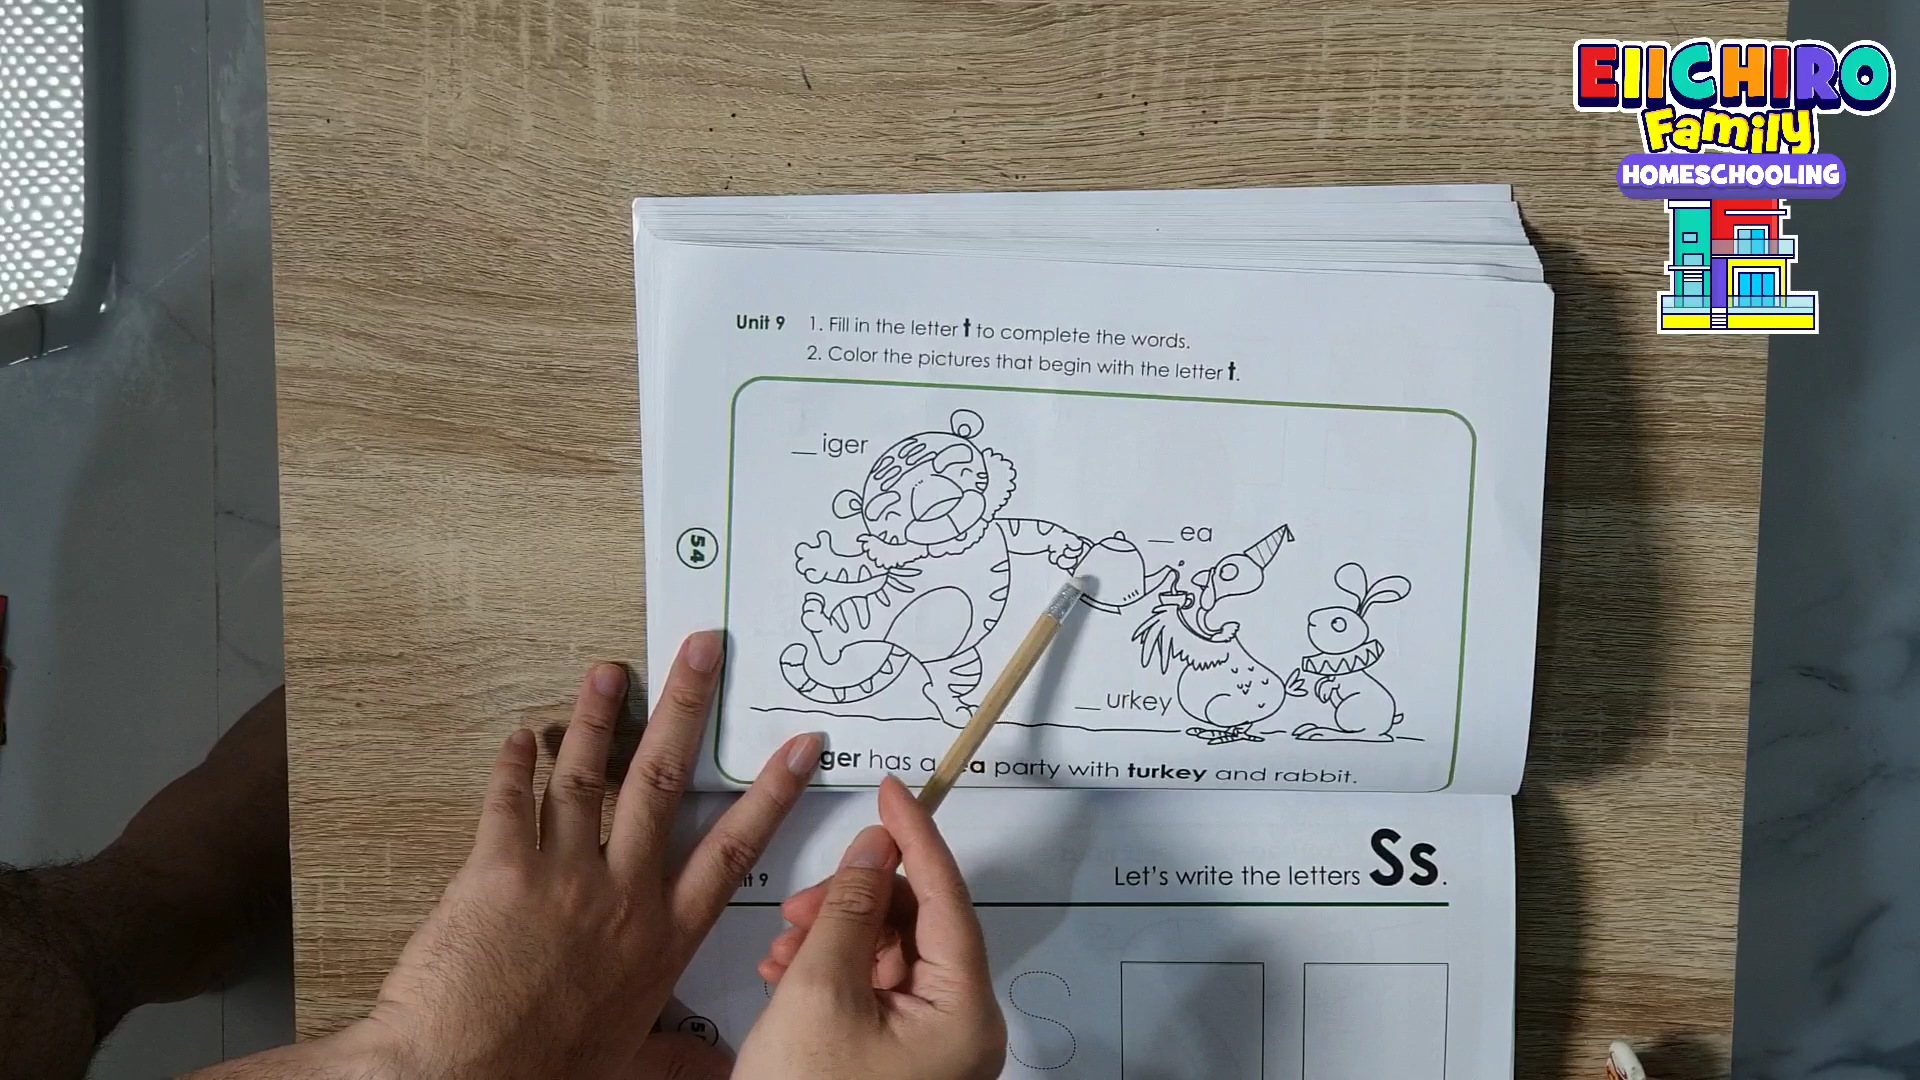 EIICHIRO
Family
HOMESCHOOLING
Unit 9 1. Fill in the letter t to complete the words.
2. Color the pictures that begin with the letter t.
__ iger
__ ea
54
__ urkey
ger has a a party with turkey and rabbit.
9 Let's write the letters Ss.
S